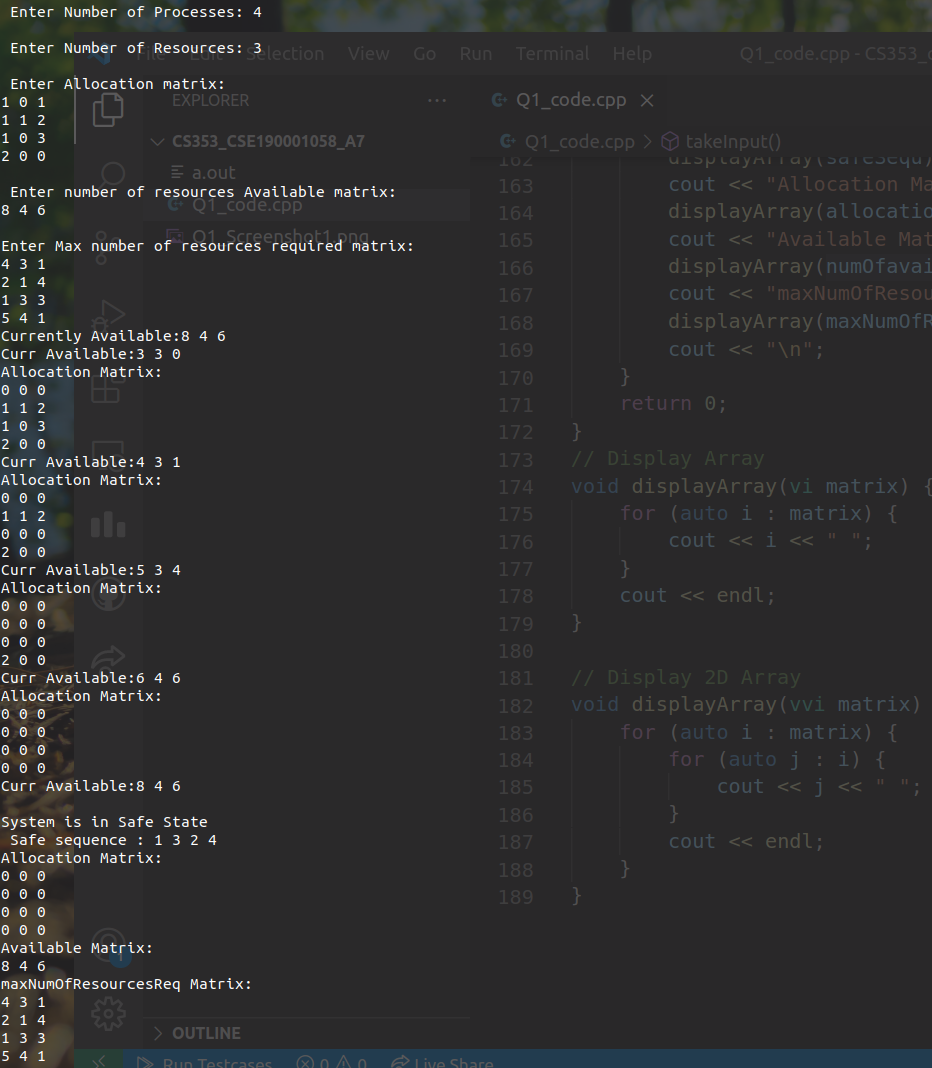 Enter Number of Processes: 4
Enter Number of Resources: 3
Enter Allocation matrix:
1 0 1
1 1 2
1 0 3
2 0 0
Enter number of resources Available matrix:
8 4 6
Enter Max number of resources required matrix:
4 3 1
2 1 4
1 3 3
5 4 1
Currently Available:8 4 6
Curr Available:3 3 0
Allocation Matrix:
0 0 0
1 1 2
1 0 3
2 0 0
Curr Available:4 3 1
Allocation Matrix:
0 0 0
1 1 2
0 0 0
2 0 0
Curr Available:5 3 4
Allocation Matrix:
0 0 0
0 0 0
0 0 0
2 0 0
Curr Available:6 4 6
Allocation Matrix:
0 0 0
0 0 0
0 0 0
0 0 0
Curr Available:8 4 6
System is in Safe State
Safe sequence : 1 3 2 4
Allocation Matrix:
0 0 0
0 0 0
0 0 0
0 0 0
Available Matrix:
8 4 6
maxNumOfResourcesReq Matrix:
4 3 1
2 1 4
1 3 3
5 4 1
File Edit Selection View Go Run Terminal Help Q1_code.cpp - CS353_
EXPLORER ...
CS353_CSE190001058_A7
a.out
Q1_code.cpp
Q1_Screenshot1.png
OUTLINE
1
Q1_code.cpp
Q1_code.cpp > takeInput()
162 displayArray(safeSequ)
163 cout << "Allocation Ma
164 displayArray(allocatio
165 cout << "Available Mat
166 displayArray(numOfavai
167 cout << "maxNumOfResou
168 displayArray(maxNumOfR
169 cout << "\n";
170 }
171 return 0;
172 }
173 // Display Array
174 void displayArray(vi matrix) {
175 for (auto i : matrix) {
176 cout << i << " ";
177 }
178 cout << endl;
179 }
180
181 // Display 2D Array
182 void displayArray(vvi matrix)
183 for (auto i : matrix) {
184 for (auto j : i) {
185 cout << j << " ";
186 }
187 cout << endl;
188 }
189 }
Run Testcases 0 0 Live Share